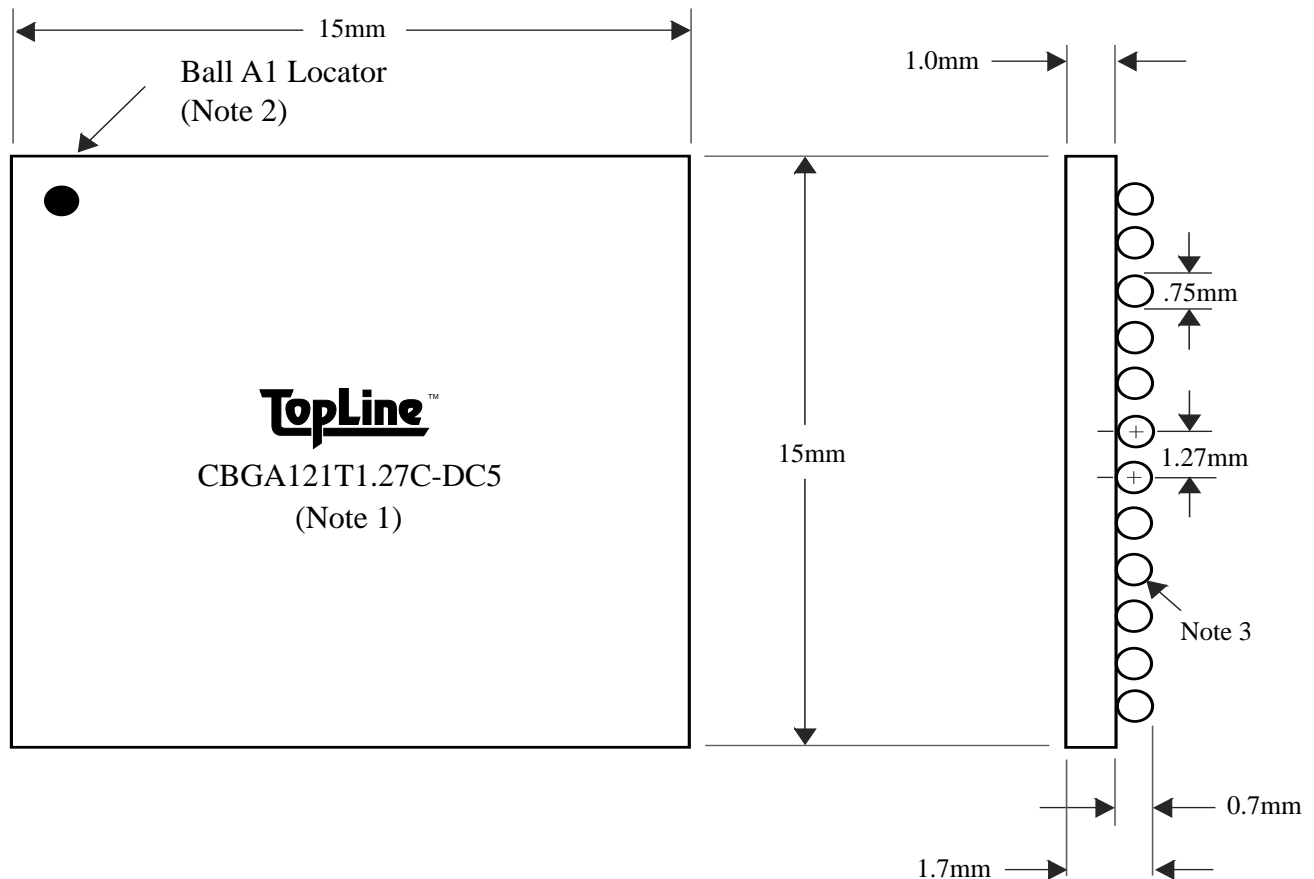 15mm
Ball A1 Locator
(Note 2)
1.0mm
.75mm
TopLine™
CBGA121T1.27C-DC5
(Note 1)
15mm
1.27mm
Note 3
0.7mm
1.7mm